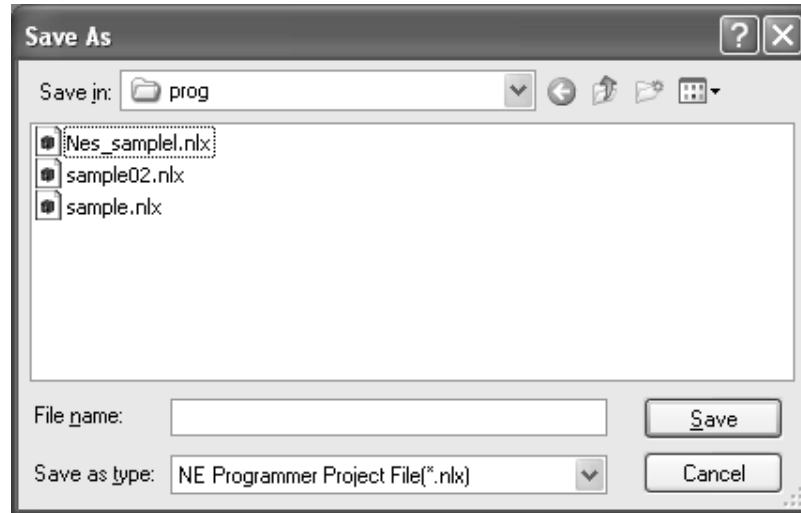 Save As
Save in: prog
Nes_samplel.nlx
sample02.nlx
sample.nlx
File name:
Save
Save as type: NE Programmer Project File(*.nlx)
Cancel